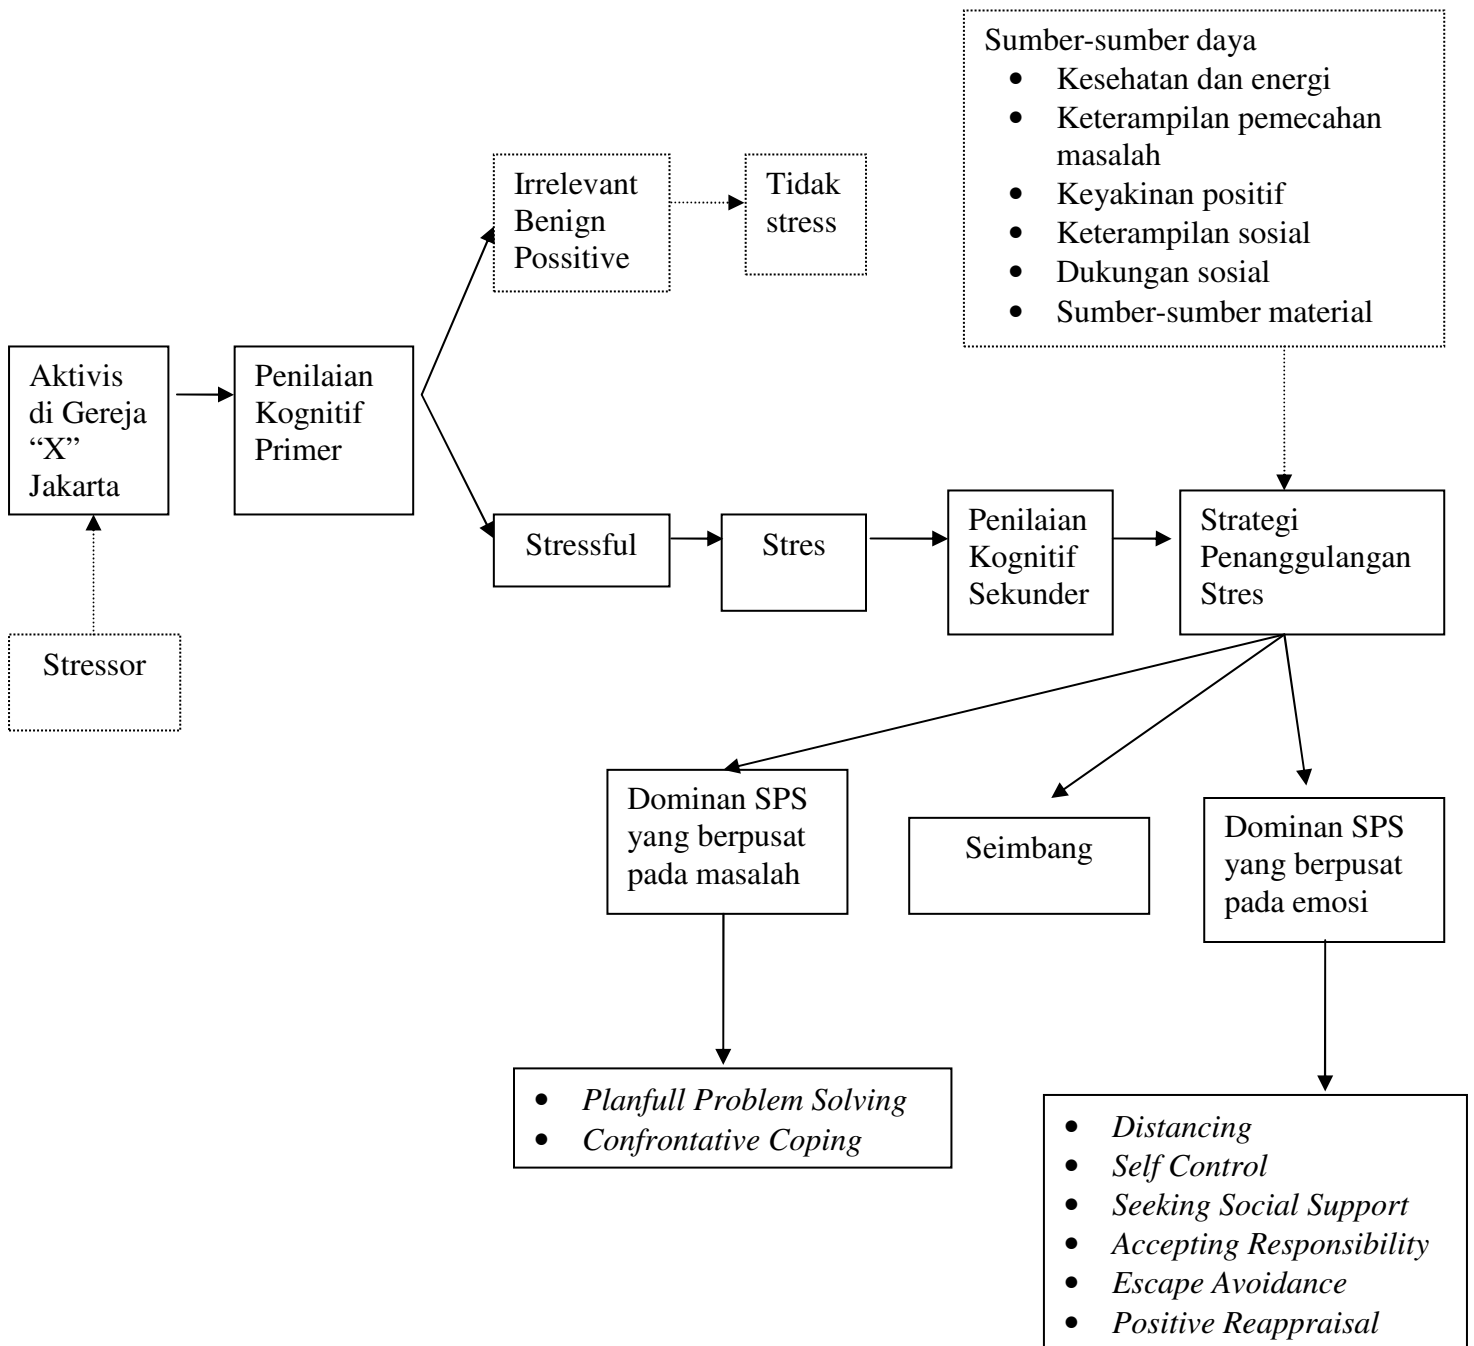 Sumber-sumber daya
• Kesehatan dan energi
• Keterampilan pemecahan
masalah
• Keyakinan positif
• Keterampilan sosial
• Dukungan sosial
• Sumber-sumber material
Irrelevant
Benign
Possitive
Tidak
stress
Aktivis
di Gereja
“X”
Jakarta
Penilaian
Kognitif
Primer
Stressful
Stres
Penilaian
Kognitif
Sekunder
Strategi
Penanggulangan
Stres
Stressor
Dominan SPS
yang berpusat
pada masalah
Seimbang
Dominan SPS
yang berpusat
pada emosi
• Planfull Problem Solving
• Confrontative Coping
• Distancing
• Self Control
• Seeking Social Support
• Accepting Responsibility
• Escape Avoidance
• Positive Reappraisal